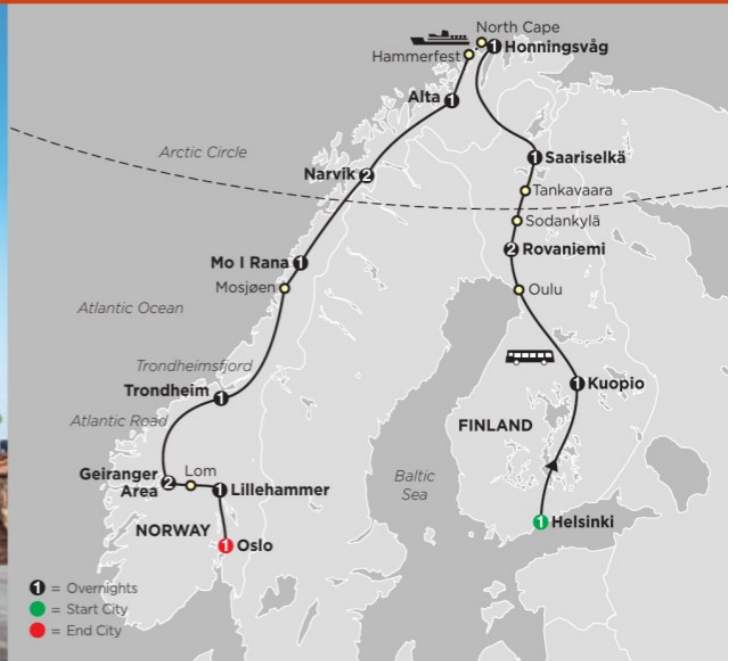 North Cape
Hammerfest
1 Honningsvåg
Alta 1
Arctic Circle
1 Saariselkä
Narvik 2
Tankavaara
Sodankylä
2 Rovaniemi
Mo I Rana 1
Mosjøen
Oulu
Atlantic Ocean
Trondheimsfjord
1 Kuopio
Trondheim 1
Atlantic Road
FINLAND
Geiranger
Area 2
Lom
1 Lillehammer
Baltic
Sea
1 Helsinki
NORWAY
1 Oslo
1 = Overnights
= Start City
= End City